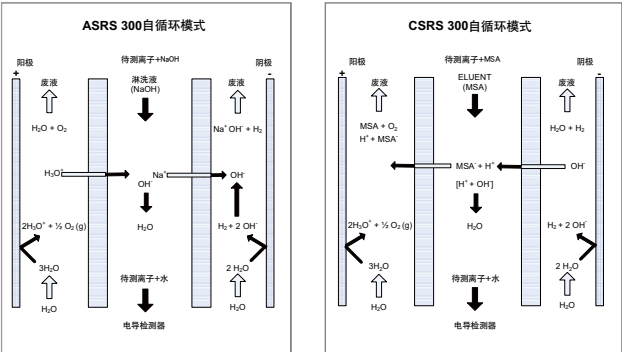 ASRS 300自循环模式
阳极
待测离子+NaOH
阴极
+
废液
淋洗液
废液
-
(NaOH)
H₂O + O₂
Na⁺ OH⁻ + H₂
H₃O⁺
Na⁺
OH⁻
OH⁻
2H₃O⁺ + ½ O₂ (g)
H₂O
H₂ + 2 OH⁻
3H₂O
待测离子+水
2 H₂O
H₂O
H₂O
电导检测器
CSRS 300自循环模式
阳极
待测离子+MSA
阴极
+
废液
ELUENT
废液
-
(MSA)
MSA + O₂
H₂O + H₂
H⁺ + MSA⁻
MSA⁻ + H⁺
OH⁻
[H⁺ + OH⁻]
2H₃O⁺ + ½ O₂ (g)
H₂O
H₂ + 2 OH⁻
3H₂O
待测离子+水
2 H₂O
H₂O
H₂O
电导检测器